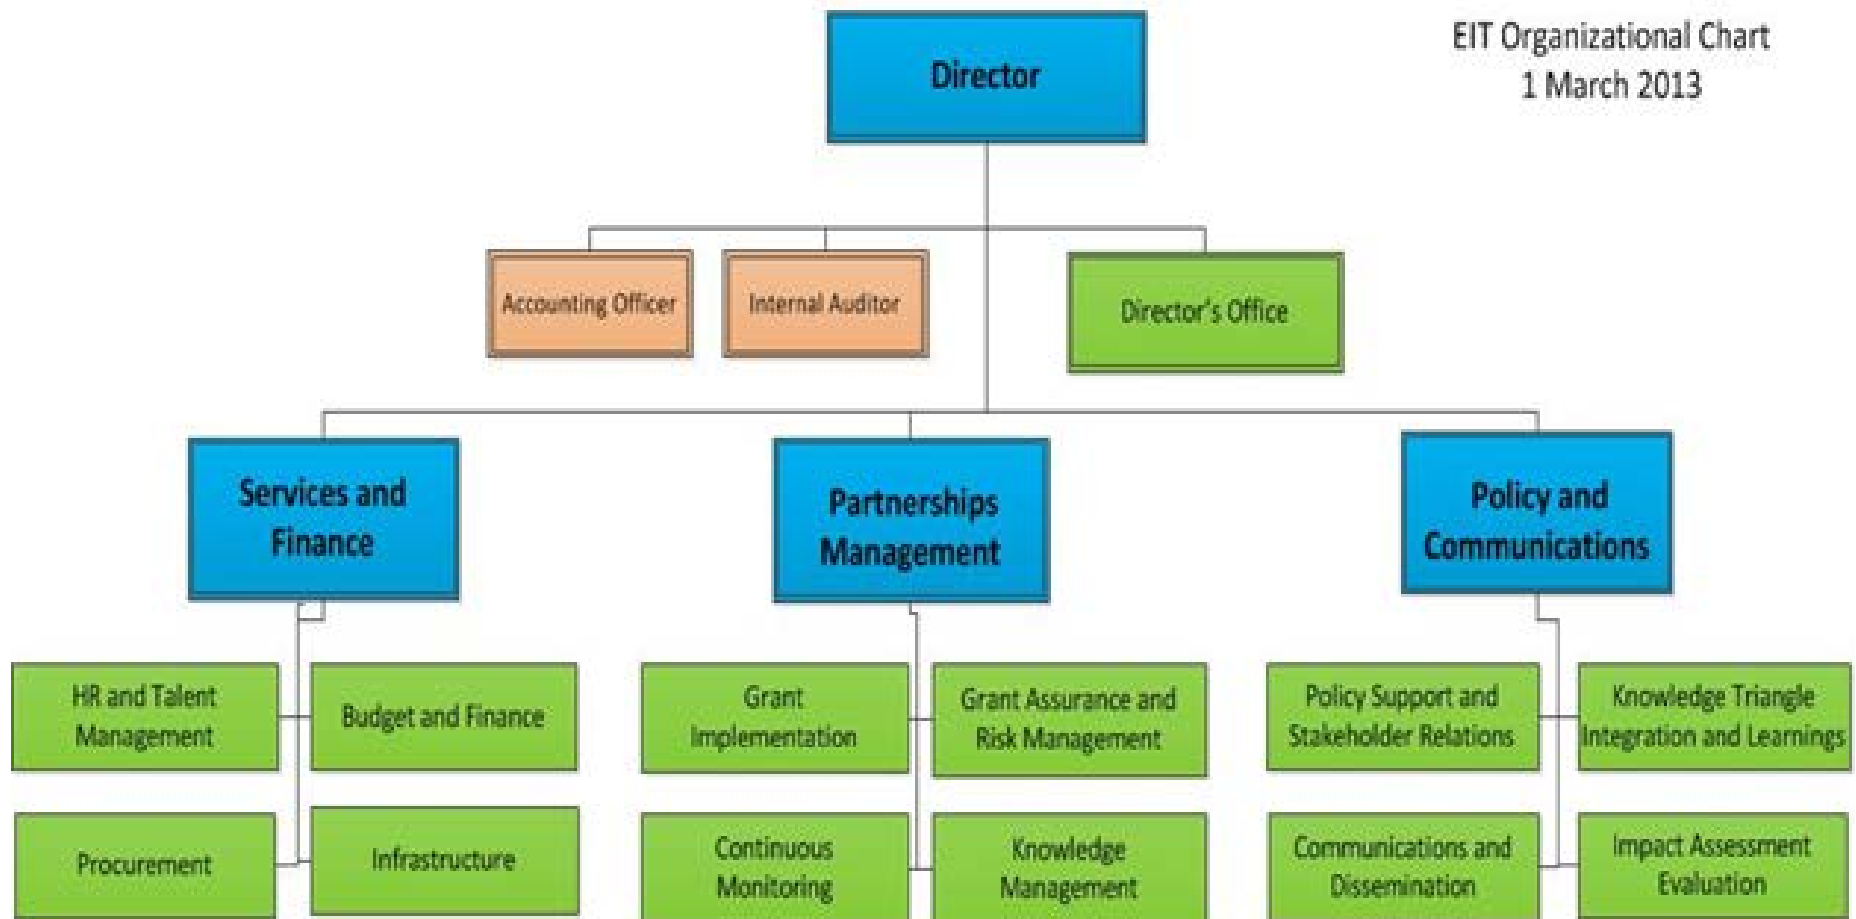 EIT Organizational Chart
1 March 2013
Director
Accounting Officer
Internal Auditor
Director's Office
Services and
Finance
Partnerships
Management
Policy and
Communications
HR and Talent
Management
Budget and Finance
Grant
Implementation
Grant Assurance and
Risk Management
Policy Support and
Stakeholder Relations
Knowledge Triangle
Integration and Learnings
Procurement
Infrastructure
Continuous
Monitoring
Knowledge
Management
Communications and
Dissemination
Impact Assessment
Evaluation